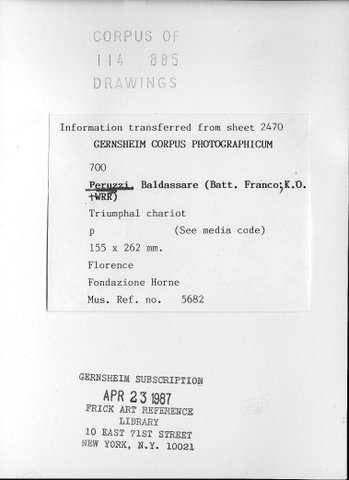 CORPUS OF
114 885
DRAWINGS
Information transferred from sheet 2470
GERNSHEIM CORPUS PHOTOGRAPHICUM
700
Peruzzi, Baldassare (Batt. Franco;K.O.
+WRR)
Triumphal chariot
p (See media code)
155 x 262 mm.
Florence
Fondazione Horne
Mus. Ref. no. 5682
GERNSHEIM SUBSCRIPTION
APR 23 1987
FRICK ART REFERENCE
LIBRARY
10 EAST 71ST STREET
NEW YORK, N.Y. 10021